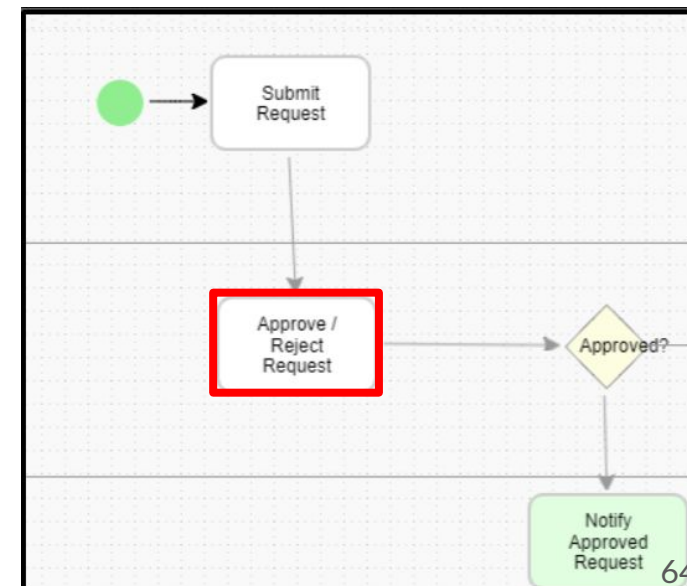 Submit
Request
Approve /
Reject
Request
Approved?
Notify
Approved
Request
64